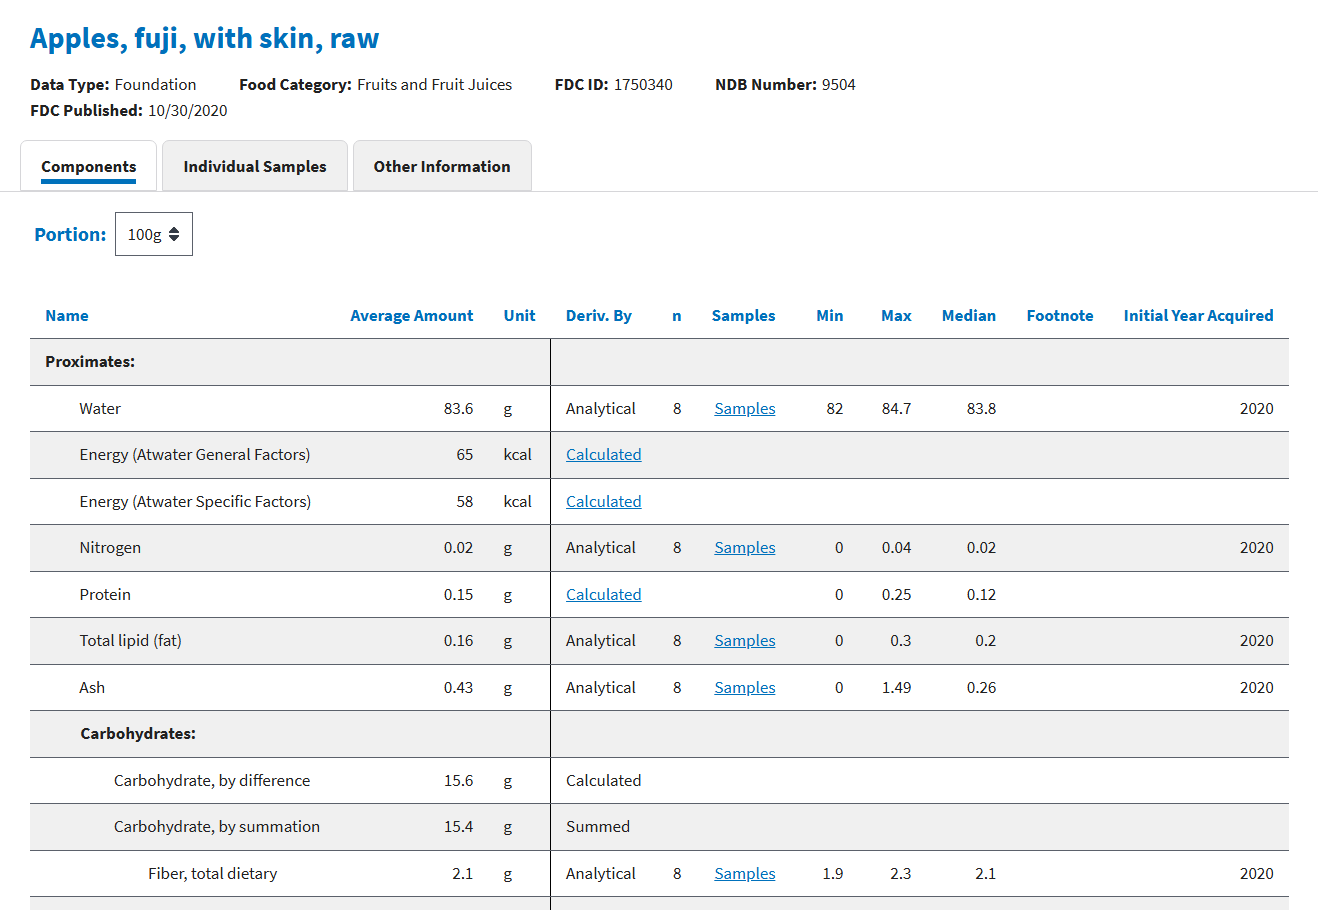 Apples, fuji, with skin, raw
Data Type: Foundation Food Category: Fruits and Fruit Juices FDC ID: 1750340 NDB Number: 9504
FDC Published: 10/30/2020
Components Individual Samples Other Information
Portion: 100g
Name Average Amount Unit Deriv. By n Samples Min Max Median Footnote Initial Year Acquired
Proximates:
Water 83.6 g Analytical 8 Samples 82 84.7 83.8 2020
Energy (Atwater General Factors) 65 kcal Calculated
Energy (Atwater Specific Factors) 58 kcal Calculated
Nitrogen 0.02 g Analytical 8 Samples 0 0.04 0.02 2020
Protein 0.15 g Calculated 0 0.25 0.12
Total lipid (fat) 0.16 g Analytical 8 Samples 0 0.3 0.2 2020
Ash 0.43 g Analytical 8 Samples 0 1.49 0.26 2020
Carbohydrates:
Carbohydrate, by difference 15.6 g Calculated
Carbohydrate, by summation 15.4 g Summed
Fiber, total dietary 2.1 g Analytical 8 Samples 1.9 2.3 2.1 2020